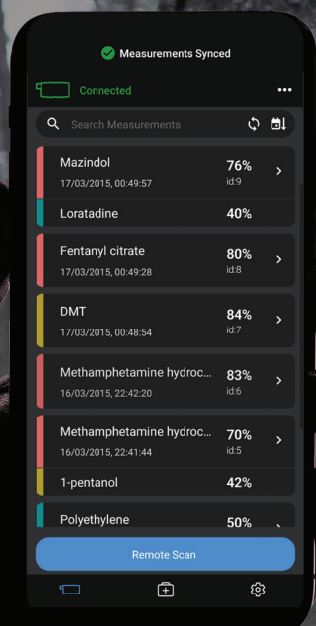 Measurements Synced
Connected
Search Measurements
Mazindol 76%
17/03/2015, 00:49:57 id:9
Loratadine 40%
Fentanyl citrate 80%
17/03/2015, 00:49:28 id:8
DMT 84%
17/03/2015, 00:48:54 id:7
Methamphetamine hydroc... 83%
16/03/2015, 22:42:20 id:6
Methamphetamine hydroc... 70%
16/03/2015, 22:41:44 id:5
1-pentanol 42%
Polyethylene 50%
Remote Scan